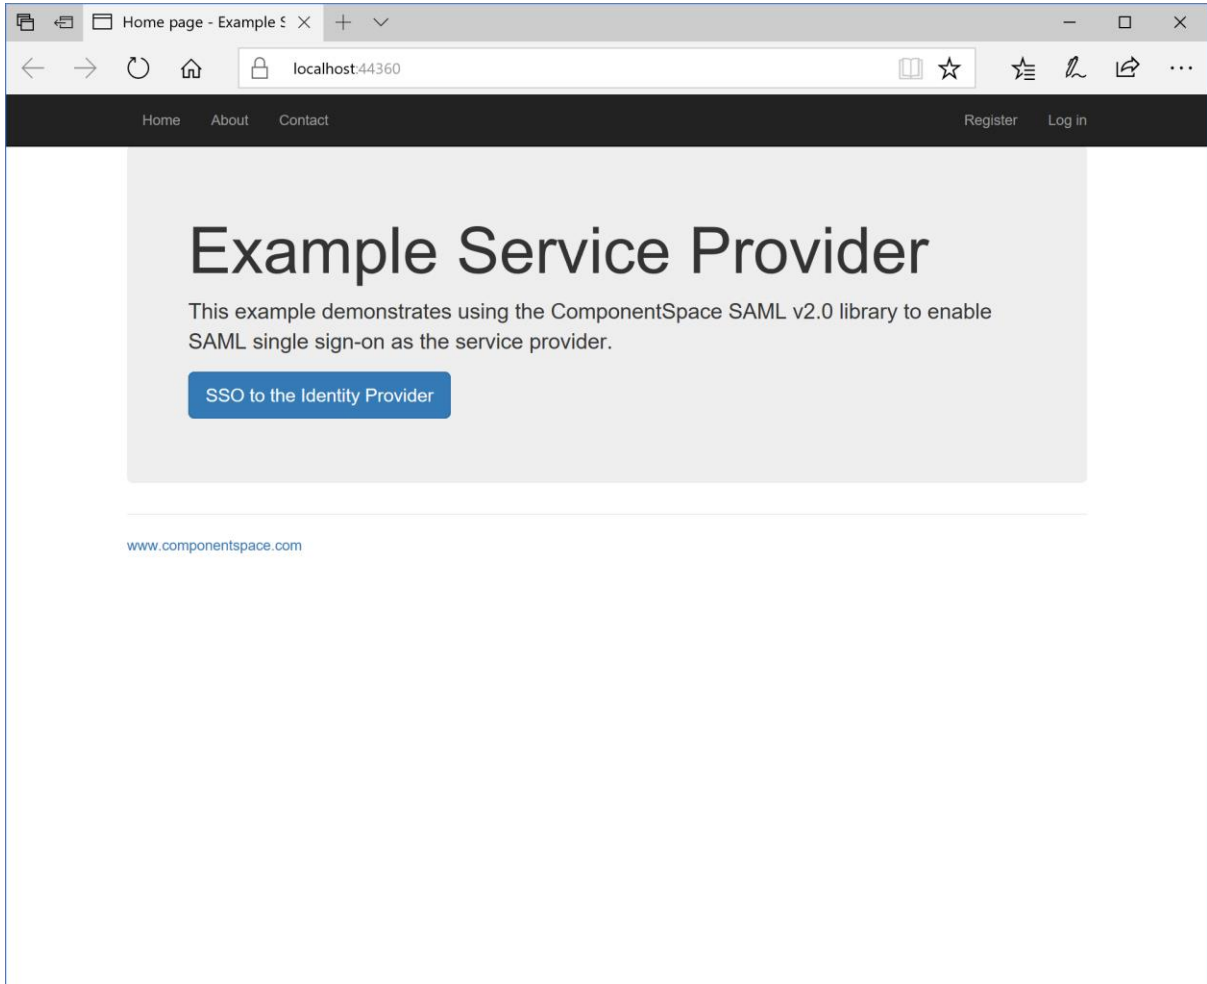 Home page - Example S
localhost:44360
Home About Contact Register Log in
Example Service Provider
This example demonstrates using the ComponentSpace SAML v2.0 library to enable
SAML single sign-on as the service provider.
SSO to the Identity Provider
www.componentspace.com